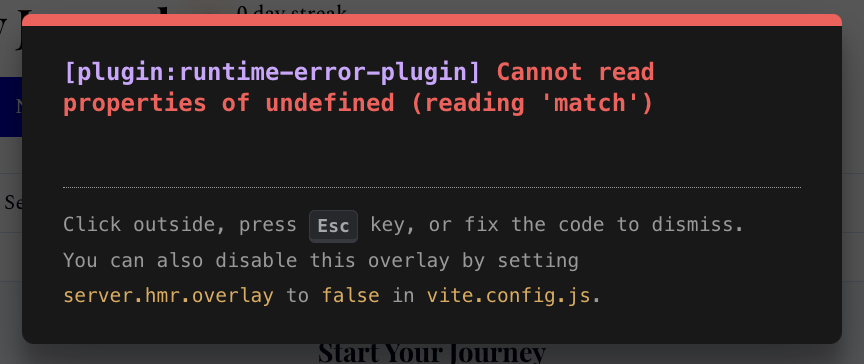 0 day streak
[plugin:runtime-error-plugin] Cannot read
properties of undefined (reading 'match')
Se
Click outside, press Esc key, or fix the code to dismiss.
You can also disable this overlay by setting
server.hmr.overlay to false in vite.config.js.
Start Your Journey